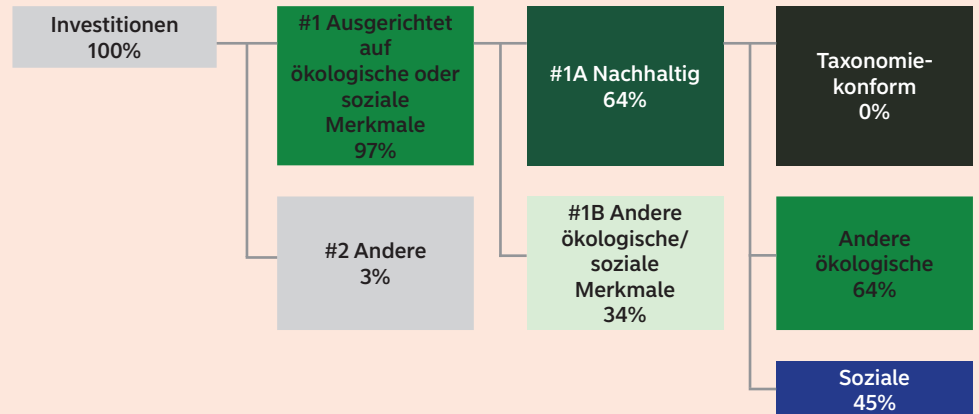 Investitionen
100%
#1 Ausgerichtet
auf
ökologische oder
soziale
Merkmale
97%
#2 Andere
3%
#1A Nachhaltig
64%
#1B Andere
ökologische/
soziale
Merkmale
34%
Taxonomie-
konform
0%
Andere
ökologische
64%
Soziale
45%